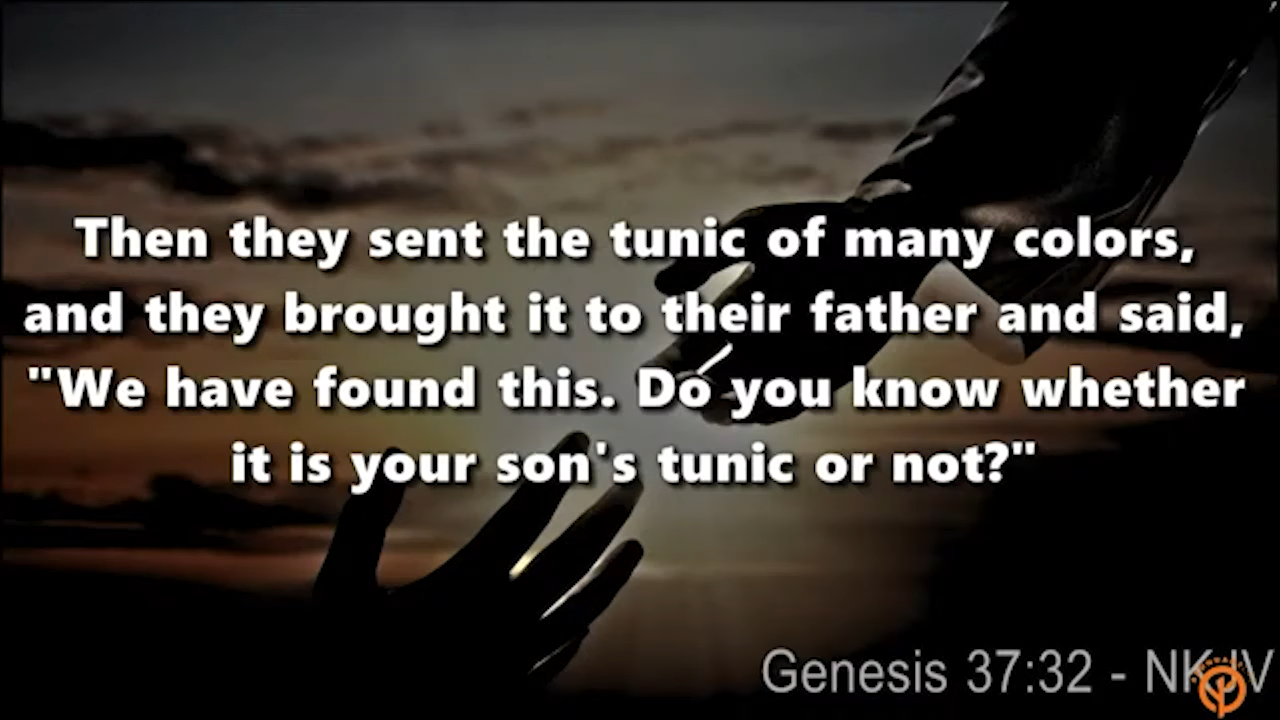 Then they sent the tunic of many colors,
and they brought it to their father and said,
"We have found this. Do you know whether
it is your son's tunic or not?"
Genesis 37:32 - NKJV